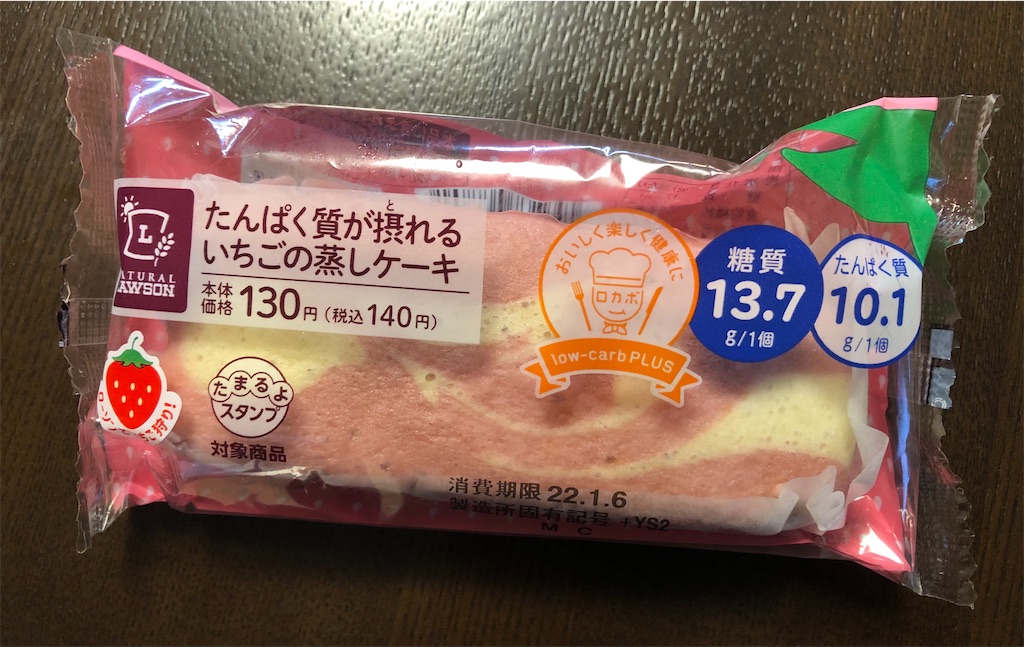 NATURAL
LAWSON
たんぱく質が摂れる
と
いちごの蒸しケーキ
本体
価格 130円(税込140円)
おいしく楽しく健康に
ロカボ
low-carbPLUS
糖質
13.7
g/1個
たんぱく質
10.1
g/1個
たまるよ
スタンプ
対象商品
狩り!
消費期限 22.1.6
製造所固有記号 +YS2
M C